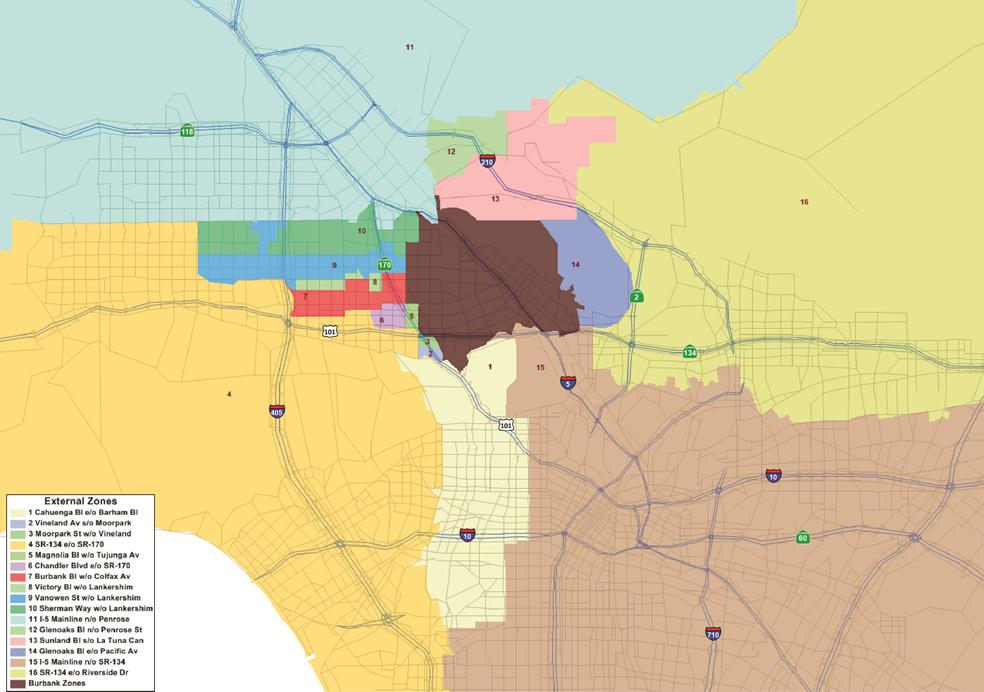 11
118
12
210
13
16
10
9
170
14
8
7
6
5
2
101
3
2
134
1
15
5
4
405
101
10
10
60
710
External Zones
1 Cahuenga Bl e/o Barham Bl
2 Vineland Av s/o Moorpark
3 Moorpark St w/o Vineland
4 SR-134 e/o SR-170
5 Magnolia Bl w/o Tujunga Av
6 Chandler Blvd e/o SR-170
7 Burbank Bl w/o Colfax Av
8 Victory Bl w/o Lankershim
9 Vanowen St w/o Lankershim
10 Sherman Way w/o Lankershim
11 I-5 Mainline n/o Penrose
12 Glenoaks Bl n/o Penrose St
13 Sunland Bl s/o La Tuna Can
14 Glenoaks Bl e/o Pacific Av
15 I-5 Mainline n/o SR-134
16 SR-134 e/o Riverside Dr
Burbank Zones